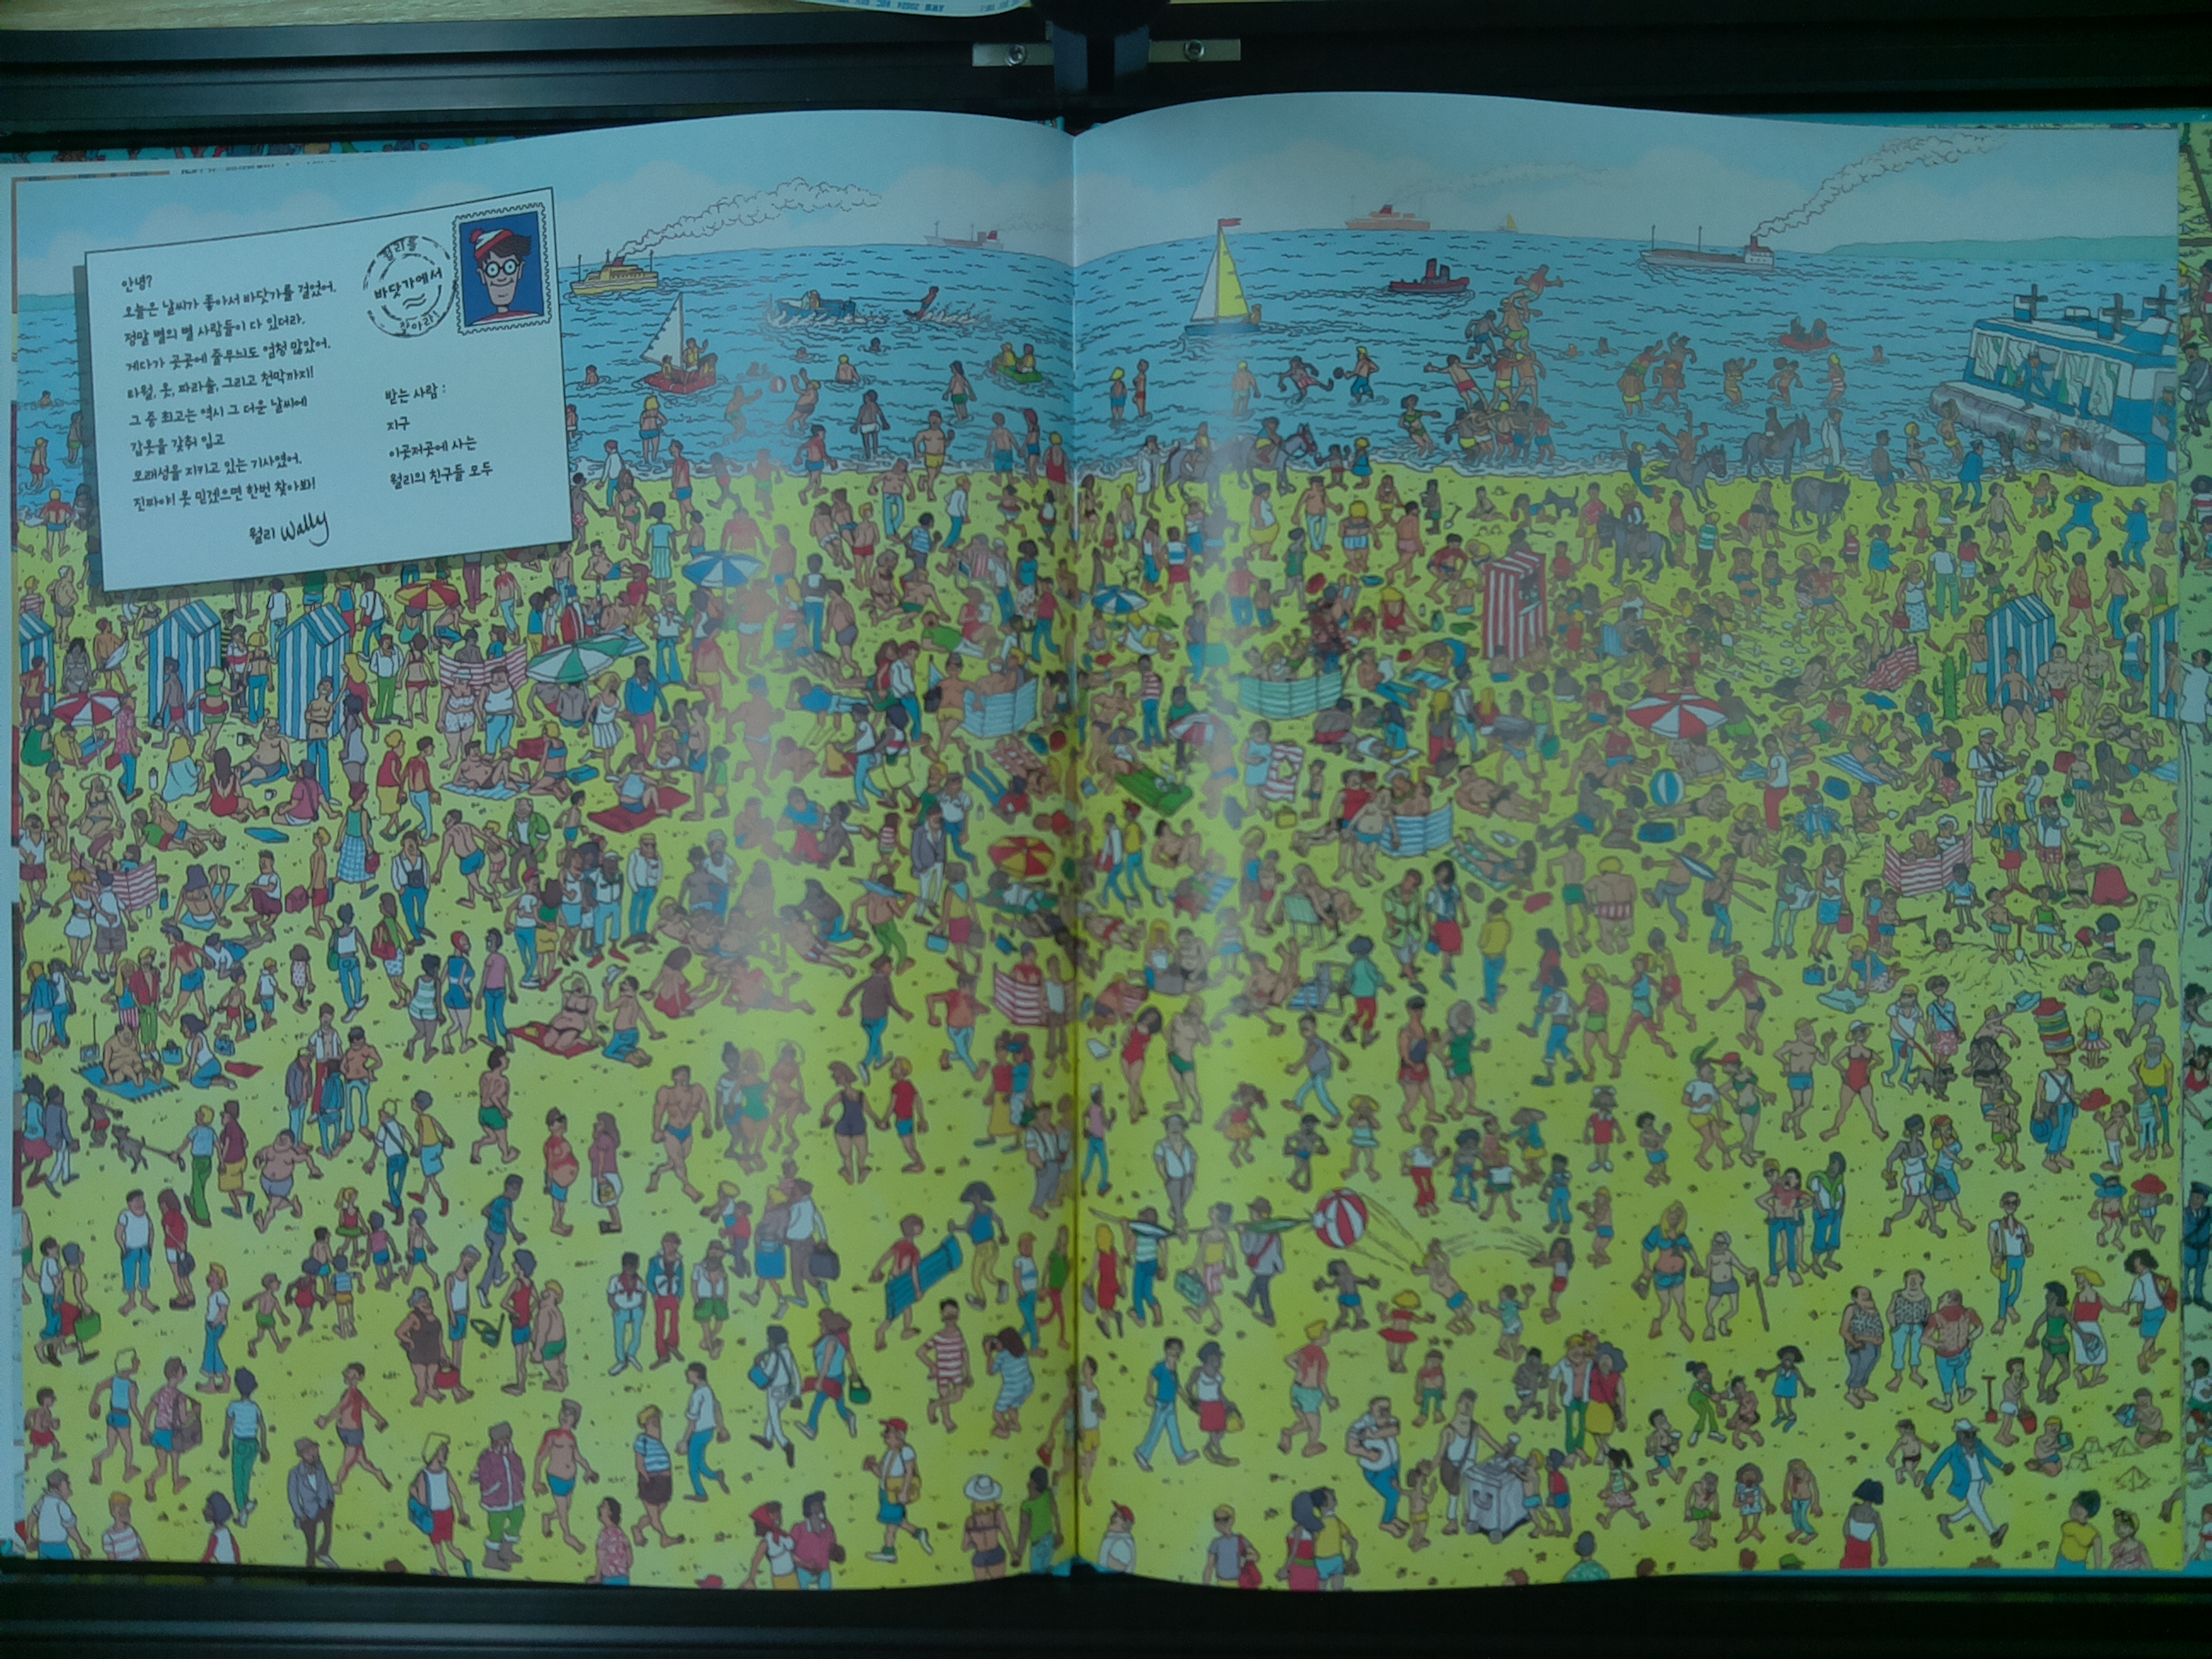 안녕?
오늘은 날씨가 좋아서 바닷가를 걸었어.
정말 별의 별 사람들이 다 있더라.
게다가 곳곳에 줄무늬도 엄청 많았어.
타월, 옷, 파라솔, 그리고 천막까지!
그 중 최고는 역시 그 더운 날씨에
갑옷을 갖춰 입고
모래성을 지키고 있는 기사였어.
진짜야! 못 믿겠으면 한번 찾아봐!
월리 Wally
월리를
바닷가에서
찾아라!
받는 사람 :
지구
이곳저곳에 사는
월리의 친구들 모두